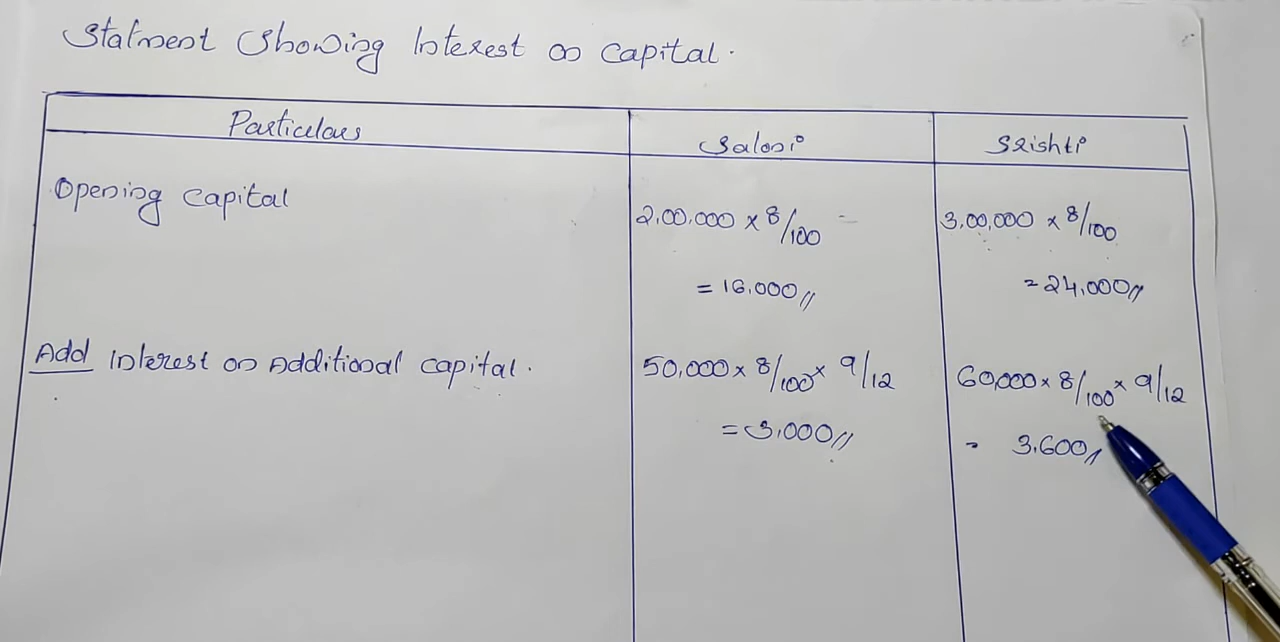 Statment Showing Interest on Capital.
Particulars Saloni Srishti
Opening Capital
2,00,000 x 8/100 3,00,000 x 8/100
= 16,000// = 24,000//
Add Interest on Additional Capital.
50,000 x 8/100 x 9/12 60,000 x 8/100 x 9/12
= 3,000// = 3,600//